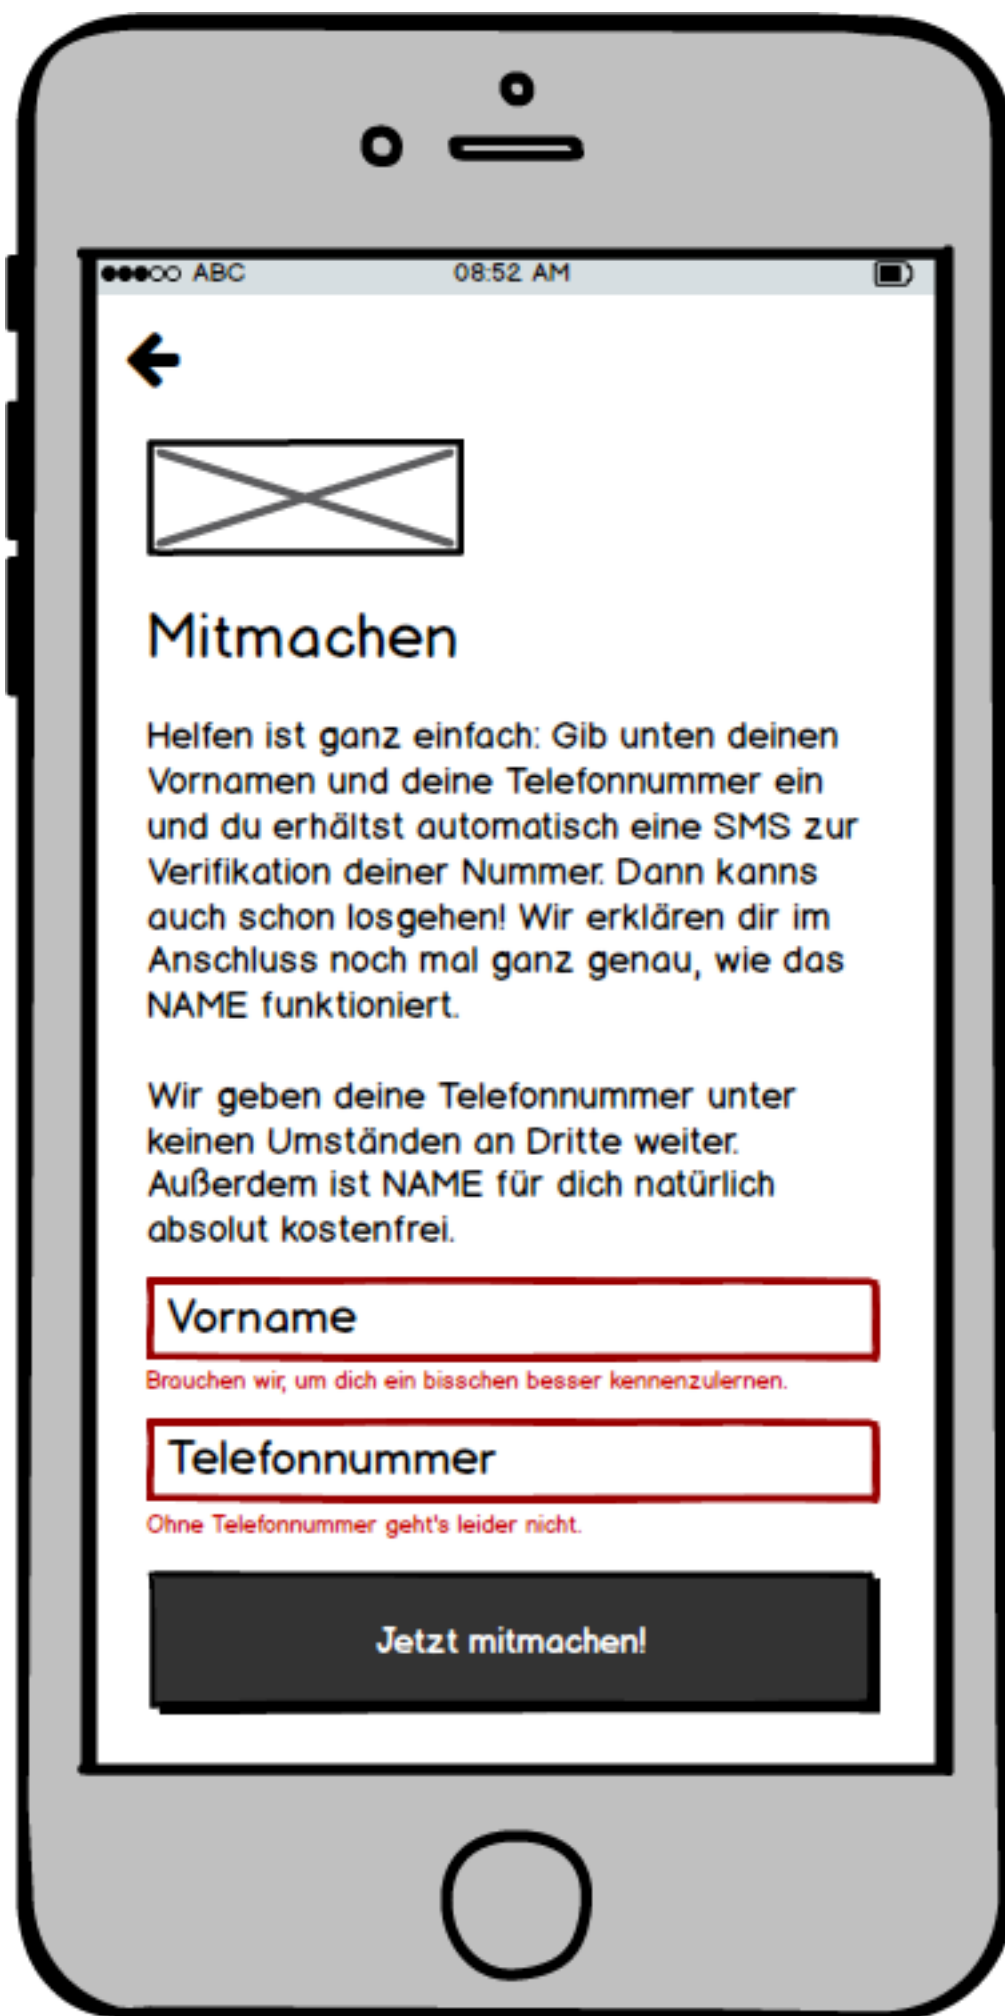 ABC 08:52 AM
Mitmachen
Helfen ist ganz einfach: Gib unten deinen
Vornamen und deine Telefonnummer ein
und du erhältst automatisch eine SMS zur
Verifikation deiner Nummer. Dann kanns
auch schon losgehen! Wir erklären dir im
Anschluss noch mal ganz genau, wie das
NAME funktioniert.
Wir geben deine Telefonnummer unter
keinen Umständen an Dritte weiter.
Außerdem ist NAME für dich natürlich
absolut kostenfrei.
Vorname
Brauchen wir, um dich ein bisschen besser kennenzulernen.
Telefonnummer
Ohne Telefonnummer geht's leider nicht.
Jetzt mitmachen!